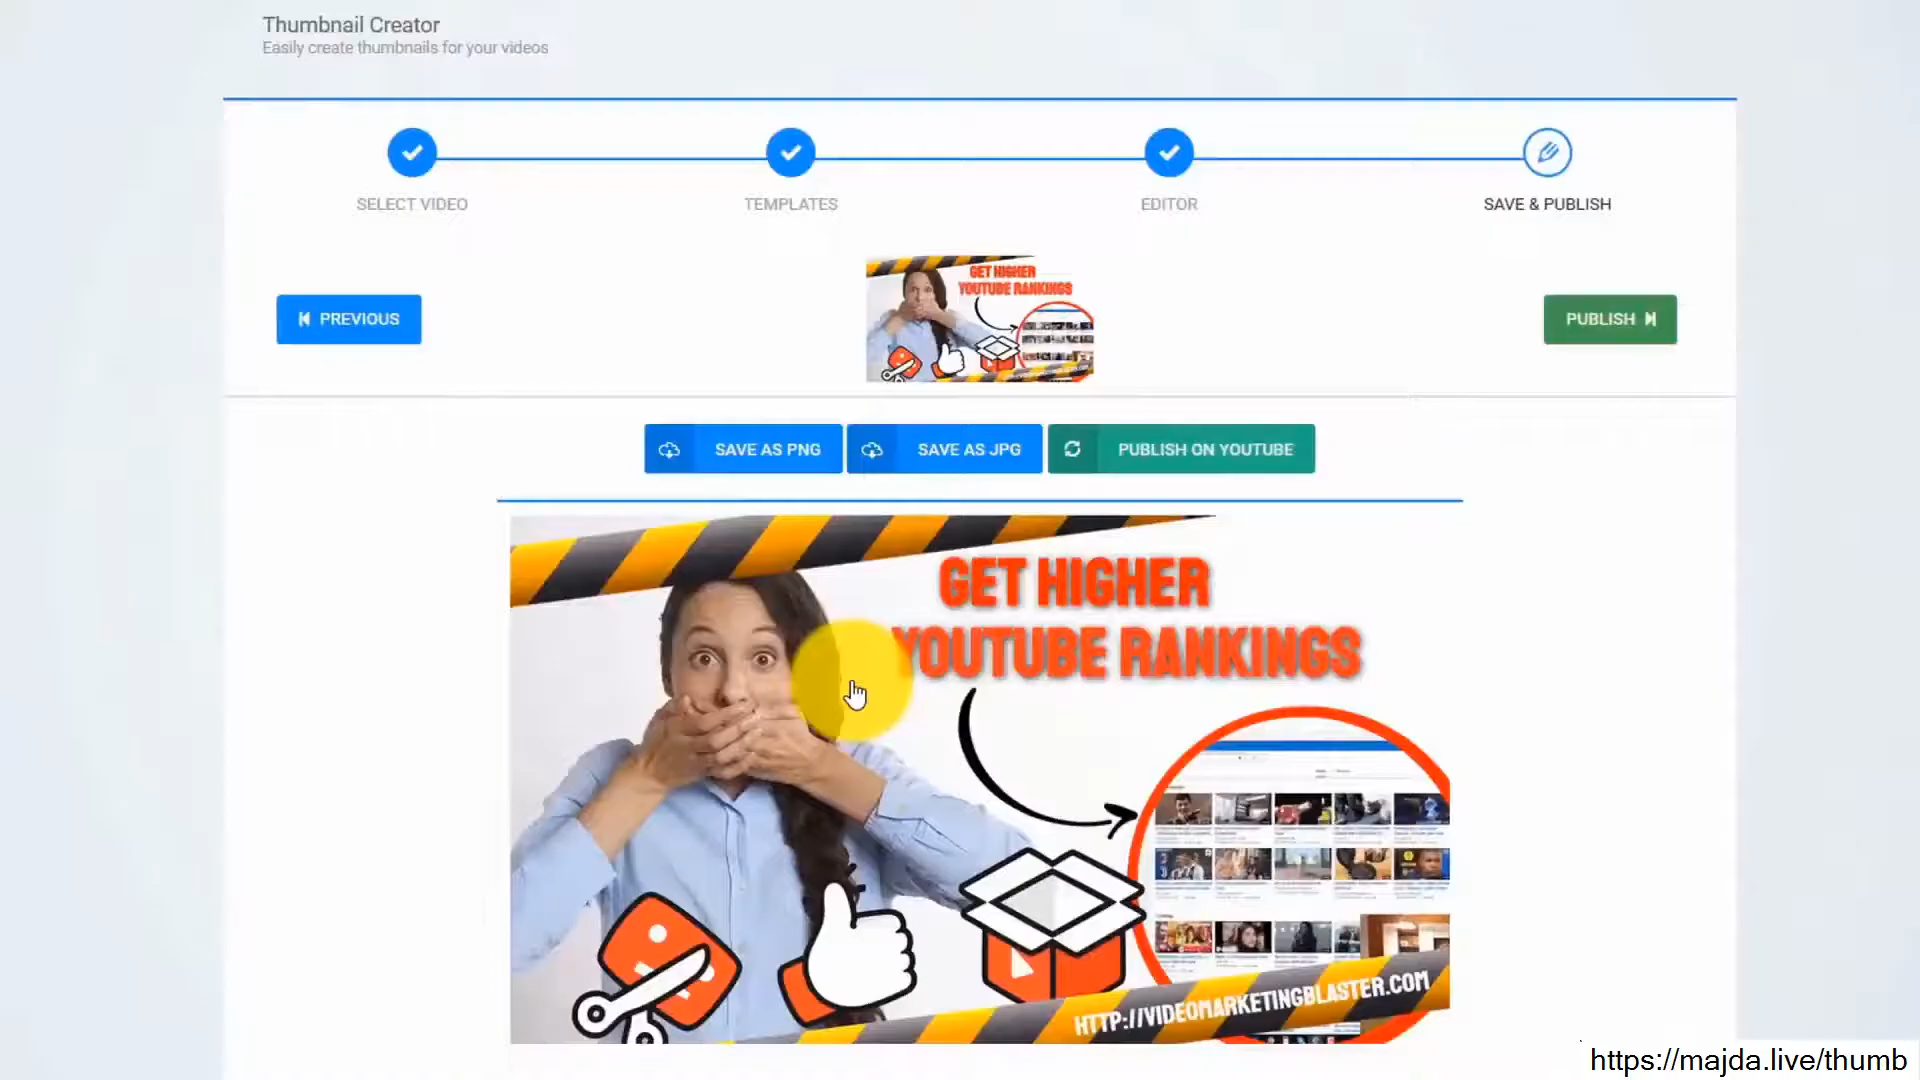 Thumbnail Creator
Easily create thumbnails for your videos
SELECT VIDEO
TEMPLATES
EDITOR
SAVE & PUBLISH
PREVIOUS
GET HIGHER
YOUTUBE RANKINGS
PUBLISH
SAVE AS PNG
SAVE AS JPG
PUBLISH ON YOUTUBE
GET HIGHER
YOUTUBE RANKINGS
HTTP://VIDEOMARKETINGBLASTER.COM
https://majda.live/thumb